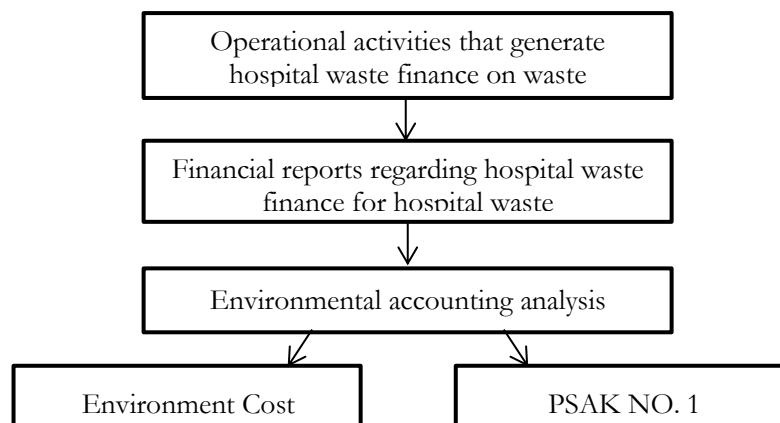 Operational activities that generate
hospital waste finance on waste
Financial reports regarding hospital waste
finance for hospital waste
Environmental accounting analysis
Environment Cost
PSAK NO. 1